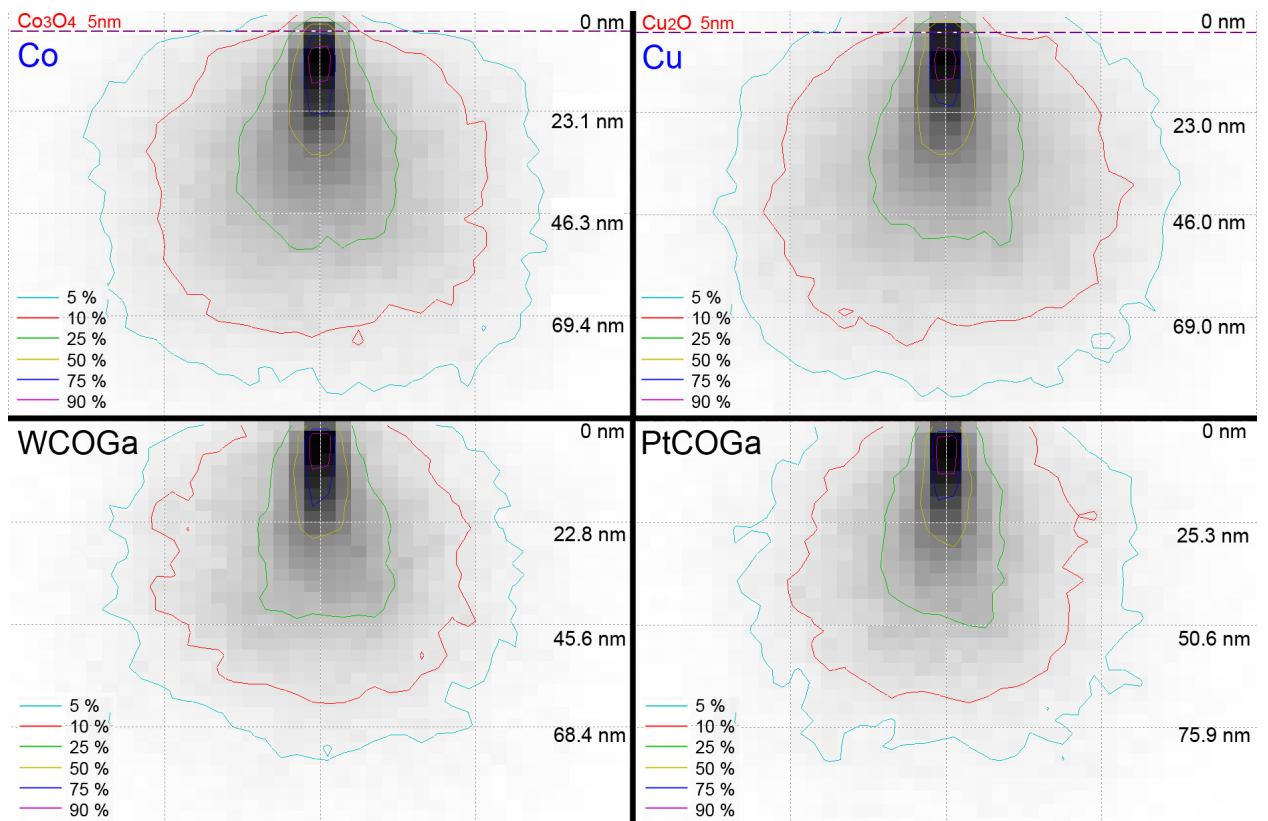 Co3O4 5nm
0 nm
Co
23.1 nm
46.3 nm
69.4 nm
5 %
10 %
25 %
50 %
75 %
90 %
Cu2O 5nm
0 nm
Cu
23.0 nm
46.0 nm
69.0 nm
5 %
10 %
25 %
50 %
75 %
90 %
WCOGa
0 nm
22.8 nm
45.6 nm
68.4 nm
5 %
10 %
25 %
50 %
75 %
90 %
PtCOGa
0 nm
25.3 nm
50.6 nm
75.9 nm
5 %
10 %
25 %
50 %
75 %
90 %